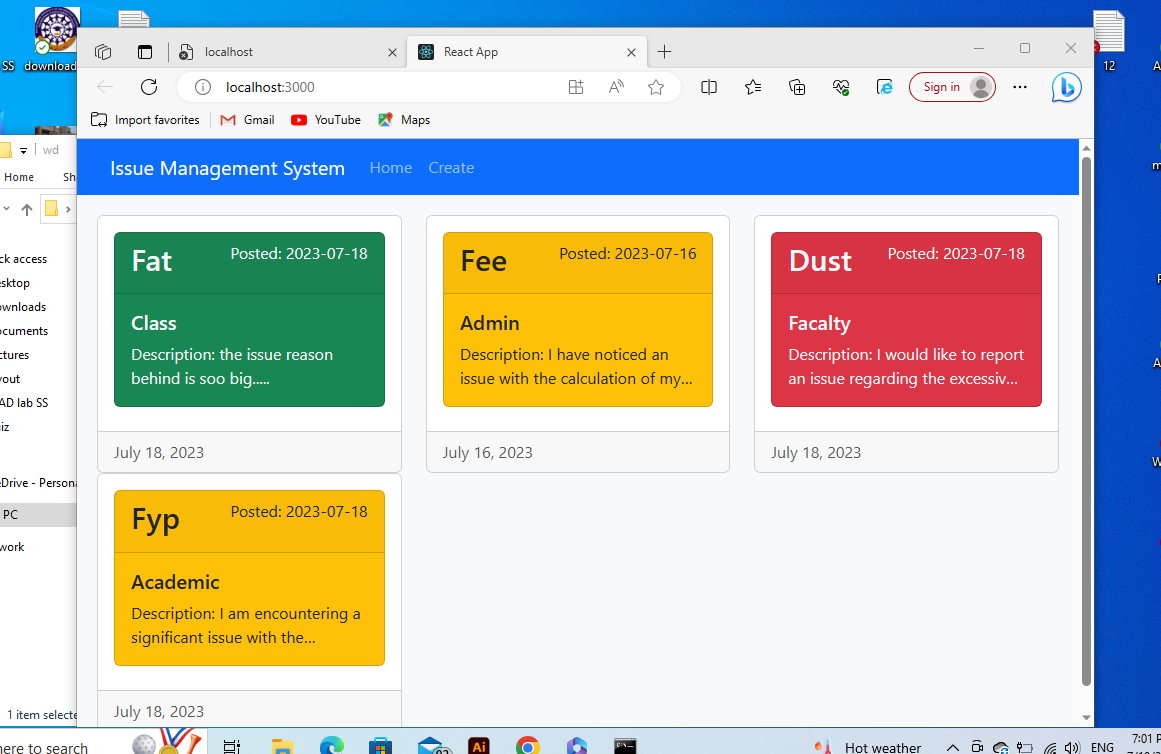 SS download
12
localhost
React App
localhost:3000
Sign in
Import favorites
Gmail
YouTube
Maps
wd
Home
Sh
Issue Management System
Home
Create
Fat
Posted: 2023-07-18
Class
Description: the issue reason
behind is soo big.....
July 18, 2023
Fee
Posted: 2023-07-16
Admin
Description: I have noticed an
issue with the calculation of my...
July 16, 2023
Dust
Posted: 2023-07-18
Facalty
Description: I would like to report
an issue regarding the excessiv...
July 18, 2023
Fyp
Posted: 2023-07-18
Academic
Description: I am encountering a
significant issue with the...
July 18, 2023
ck access
sktop
wnloads
ocuments
ctures
yout
AD lab SS
iz
eDrive - Persona
PC
work
1 item selecte
here to search
Ai
Hot weather
ENG
7:01 P